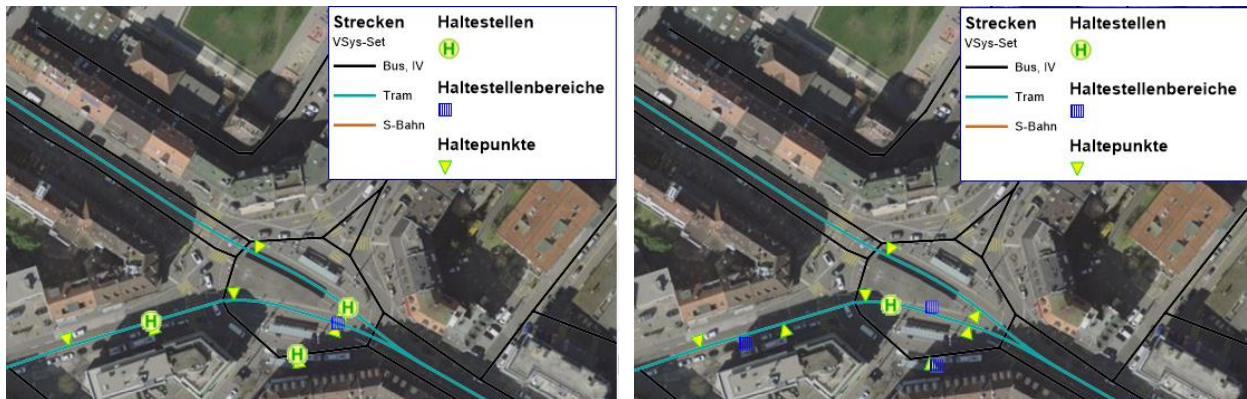 Strecken
VSys-Set
Bus, IV
Tram
S-Bahn
Haltestellen
H
Haltestellenbereiche
Haltepunkte
H
H
H
Strecken
VSys-Set
Bus, IV
Tram
S-Bahn
Haltestellen
H
Haltestellenbereiche
Haltepunkte
H